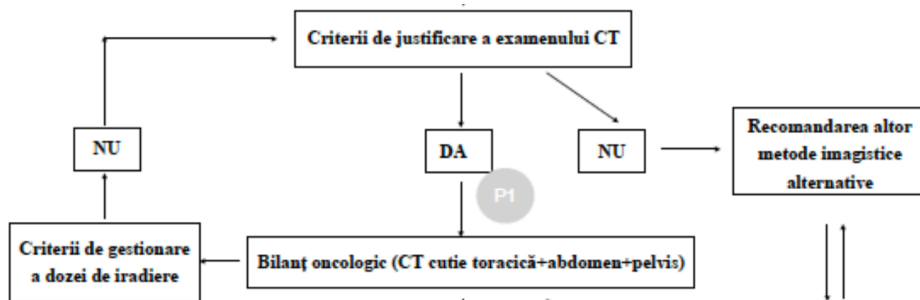 Criterii de justificare a examenului CT
NU
DA
NU
Recomandarea altor
metode imagistice
alternative
P1
Criterii de gestionare
a dozei de iradiere
Bilanț oncologic (CT cutie toracică+abdomen+pelvis)